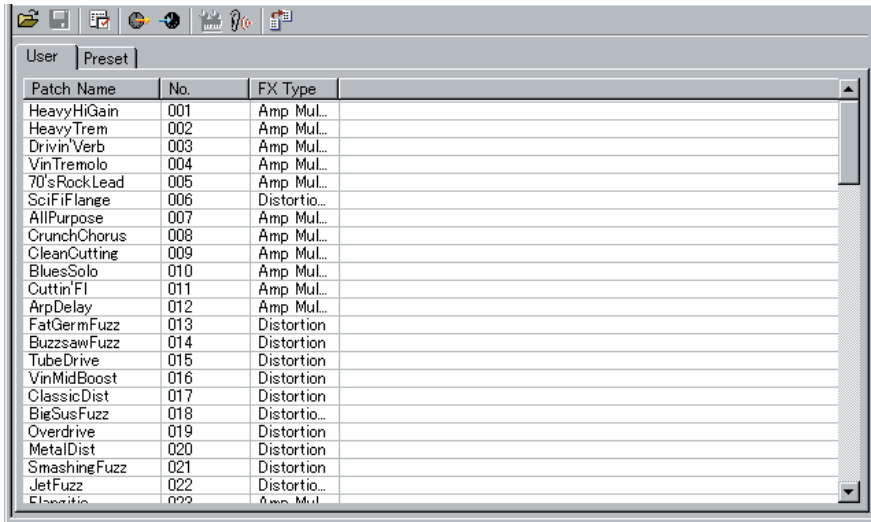 User Preset
Patch Name No. FX Type
HeavyHiGain 001 Amp Mul...
HeavyTrem 002 Amp Mul...
Drivin'Verb 003 Amp Mul...
VinTremolo 004 Amp Mul...
70'sRockLead 005 Amp Mul...
SciFiFlange 006 Distortio...
AllPurpose 007 Amp Mul...
CrunchChorus 008 Amp Mul...
CleanCutting 009 Amp Mul...
BluesSolo 010 Amp Mul...
Cuttin'Fl 011 Amp Mul...
ArpDelay 012 Amp Mul...
FatGermFuzz 013 Distortion
BuzzsawFuzz 014 Distortion
TubeDrive 015 Distortion
VinMidBoost 016 Distortion
ClassicDist 017 Distortion
BigSusFuzz 018 Distortio...
Overdrive 019 Distortion
MetalDist 020 Distortion
SmashingFuzz 021 Distortion
JetFuzz 022 Distortio...
023 Amp Mul...